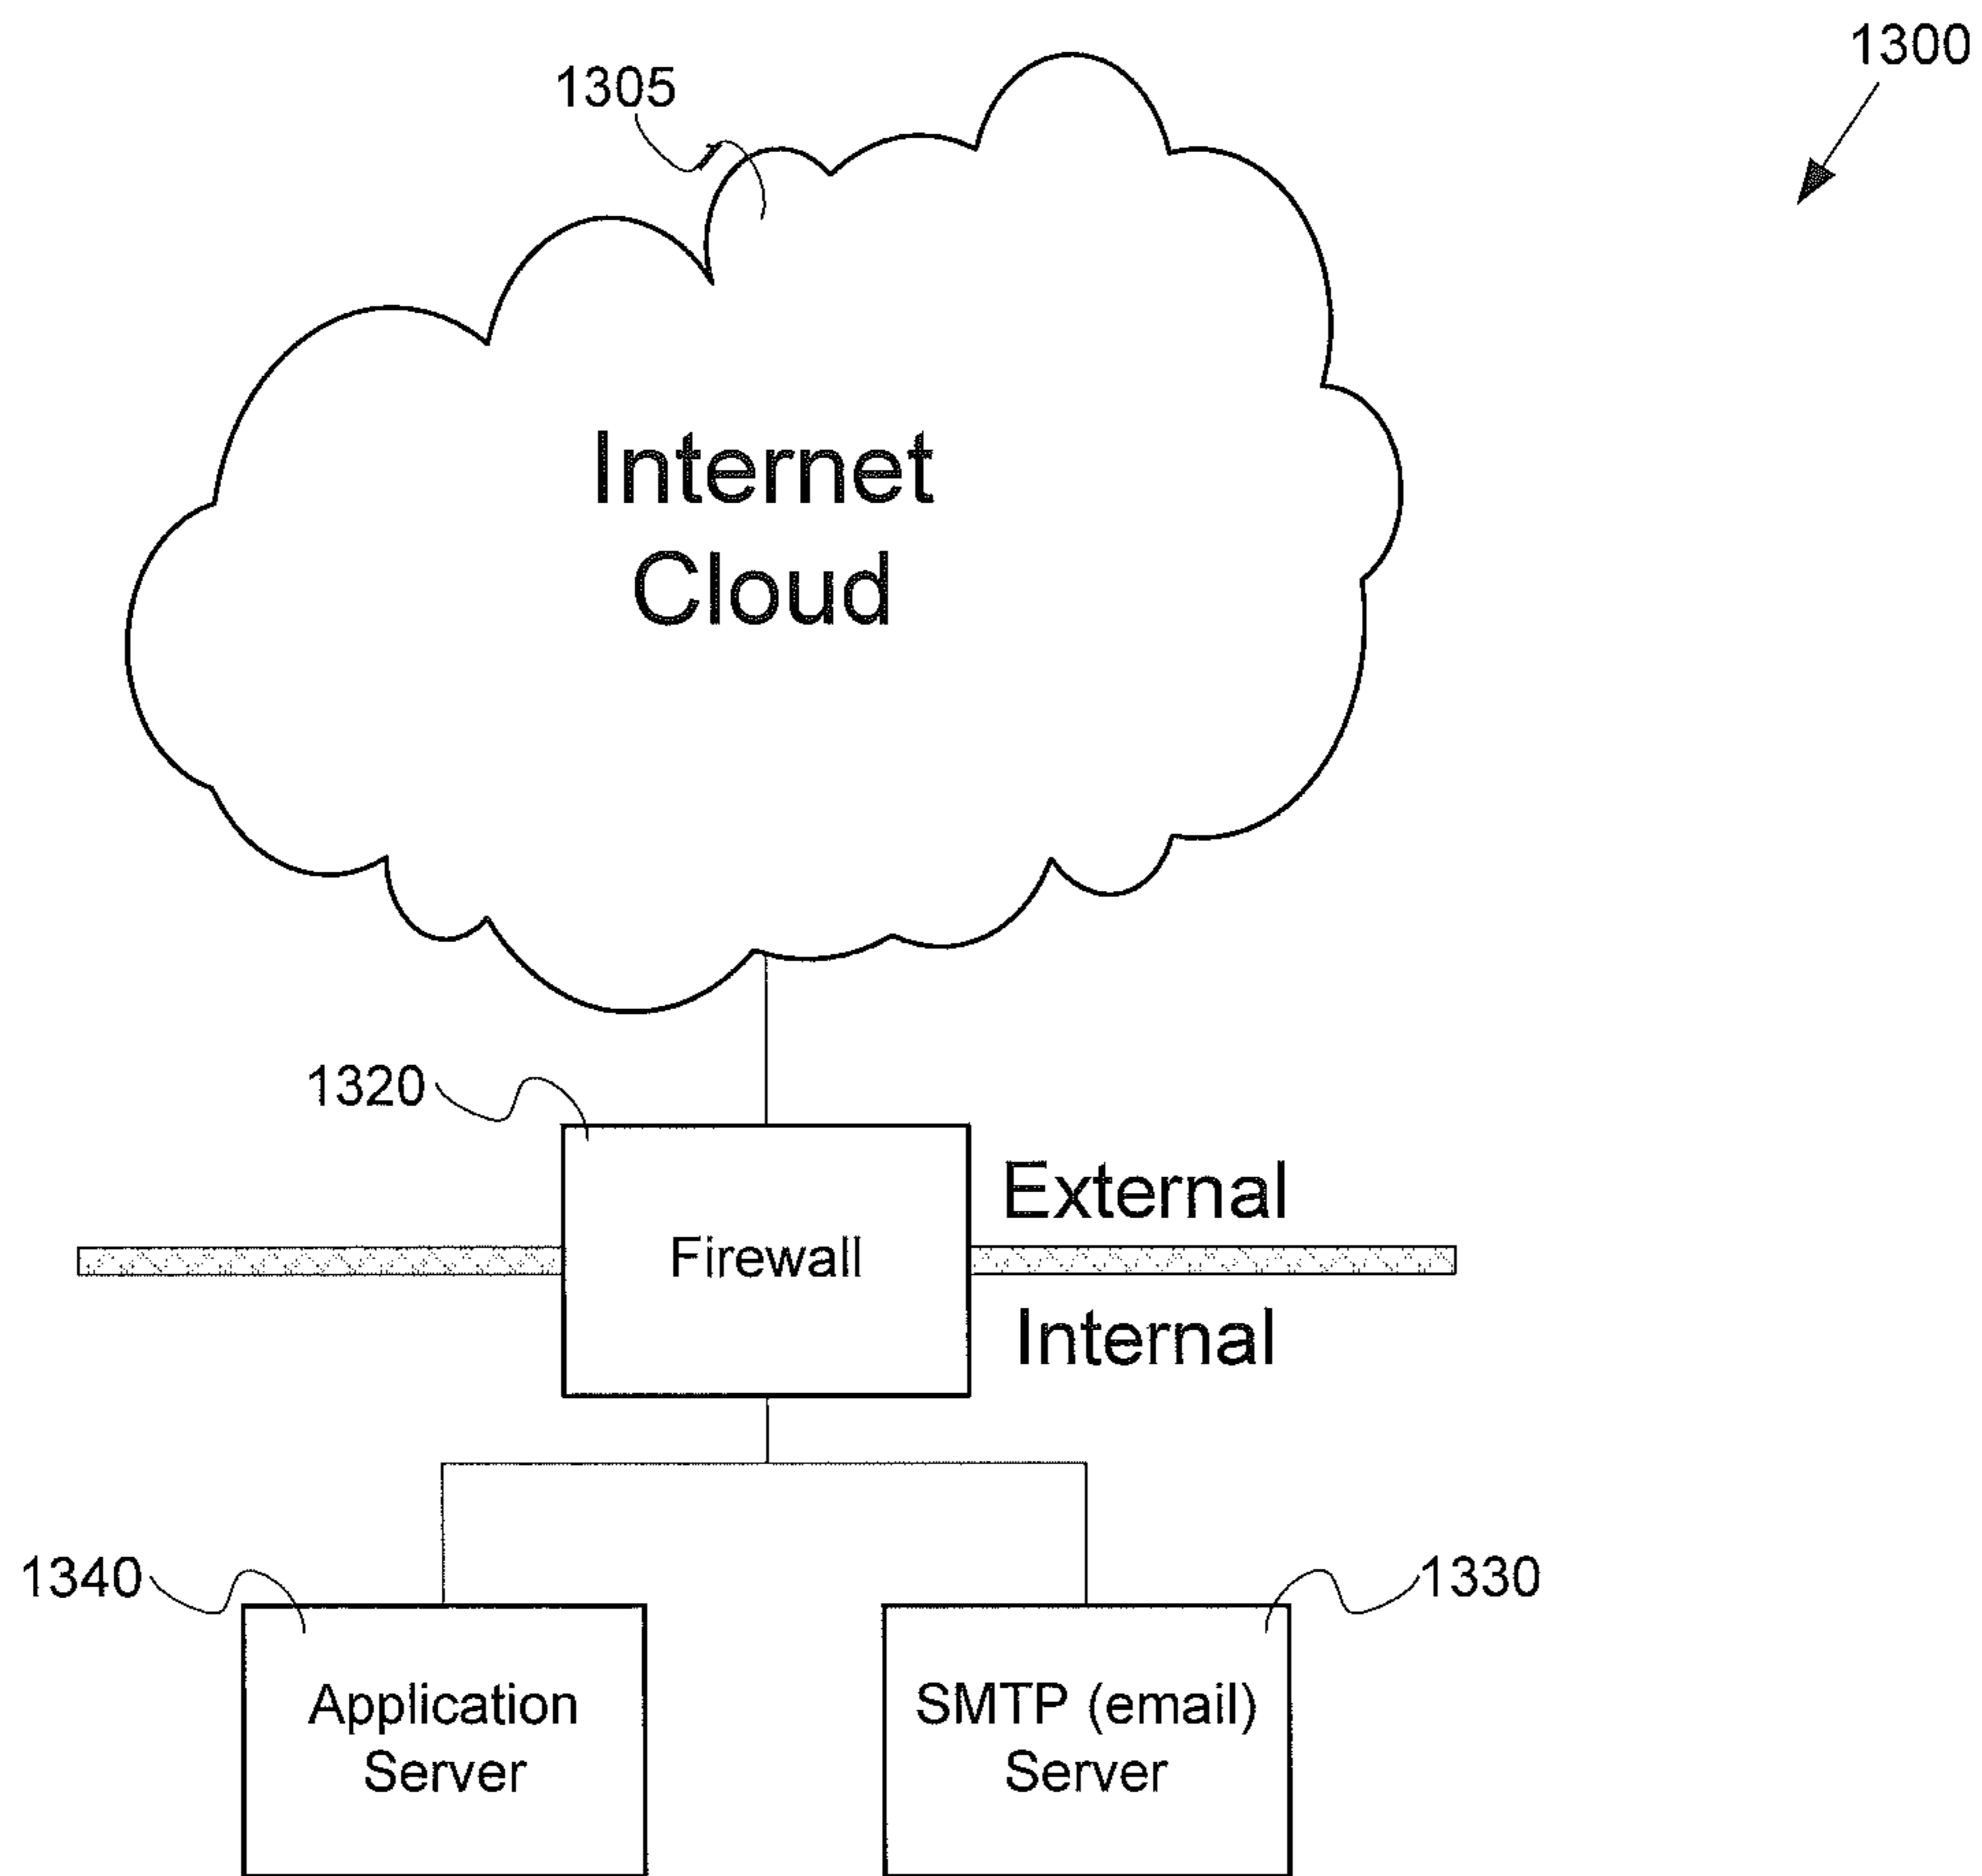 1300
1305
Internet
Cloud
1320
External
Firewall
Internal
1340
1330
Application
Server
SMTP (email)
Server